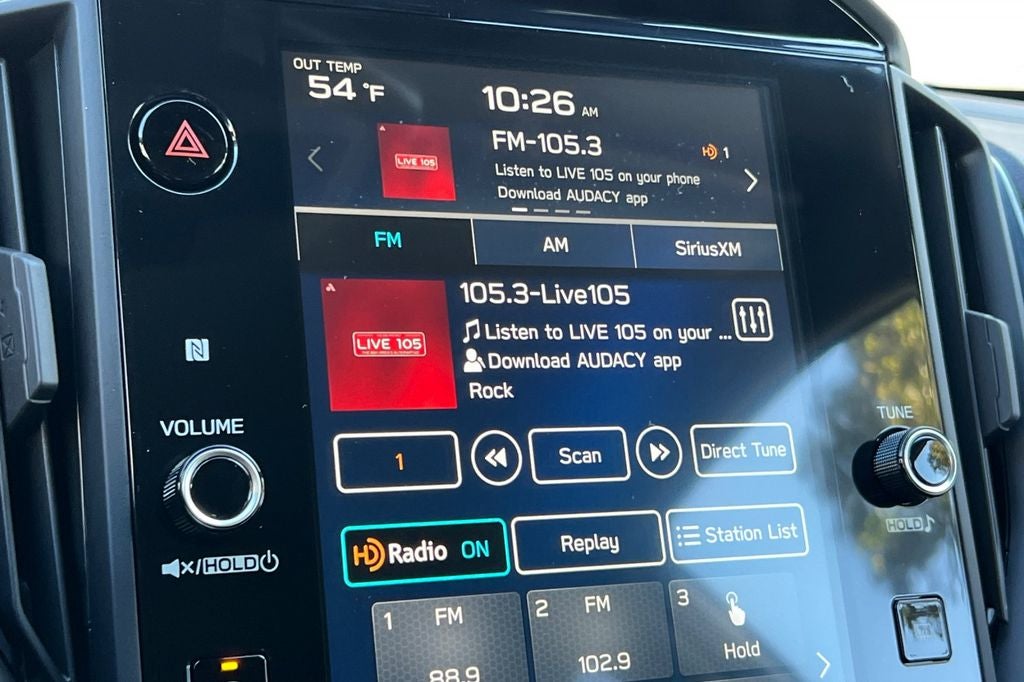 OUT TEMP
54 °F
10:26 AM
FM-105.3
HD 1
LIVE 105
Listen to LIVE 105 on your phone
Download AUDACY app
FM
AM
SiriusXM
105.3-Live105
Listen to LIVE 105 on your ...
LIVE 105
Download AUDACY app
Rock
VOLUME
TUNE
1
Scan
Direct Tune
HOLD
HD Radio ON
Replay
Station List
/HOLD
1 FM
88.9
2 FM
102.9
3
Hold